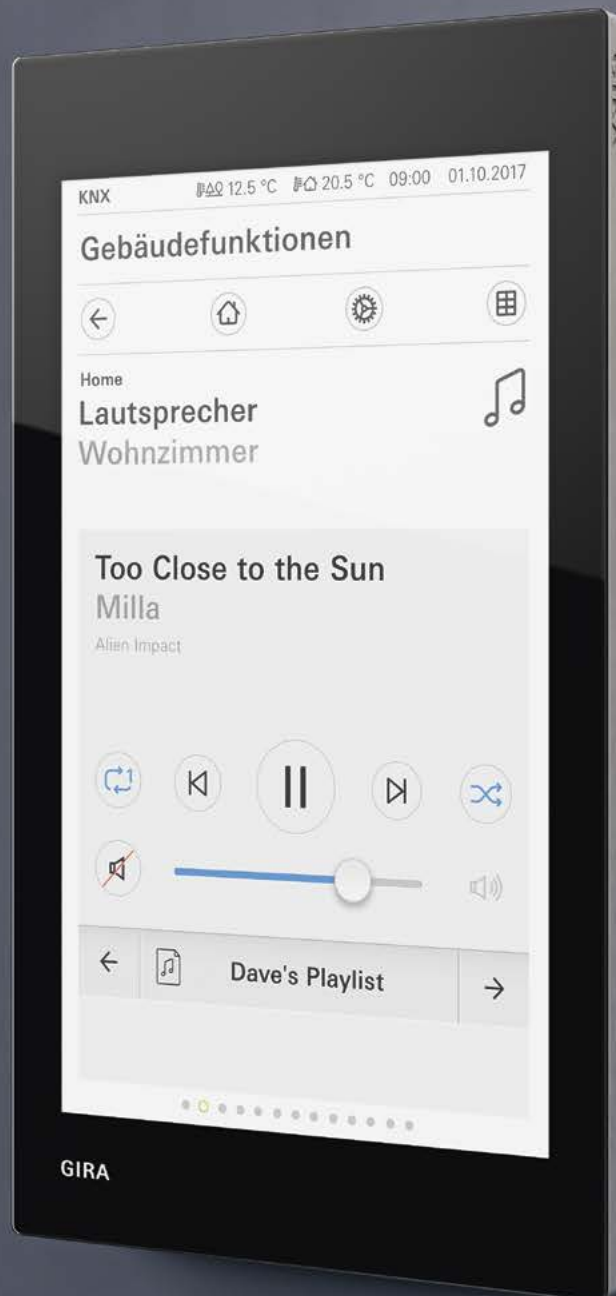 KNX 12.5 °C 20.5 °C 09:00 01.10.2017
Gebäudefunktionen
Home
Lautsprecher
Wohnzimmer
Too Close to the Sun
Milla
Alien Impact
1
Dave's Playlist
GIRA